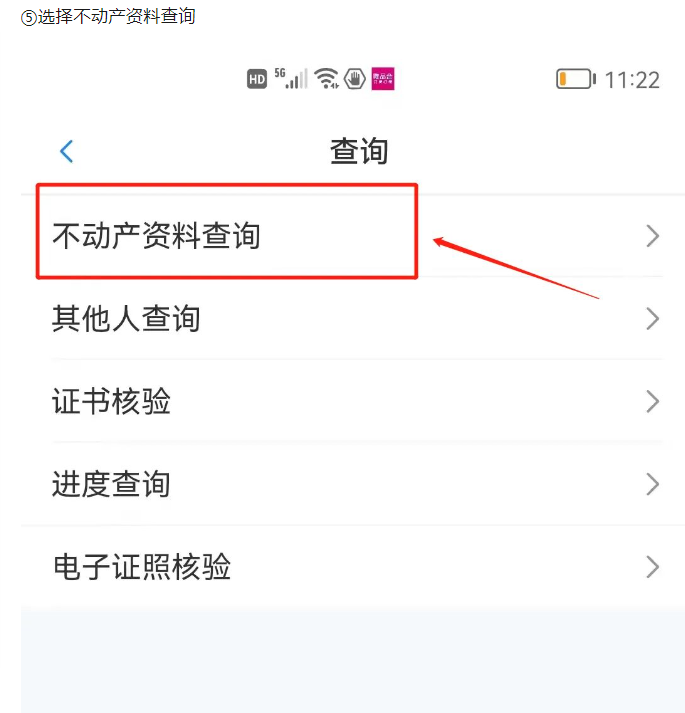 ⑤选择不动产资料查询
HD 5G 11:22
查询
不动产资料查询
其他人查询
证书核验
进度查询
电子证照核验